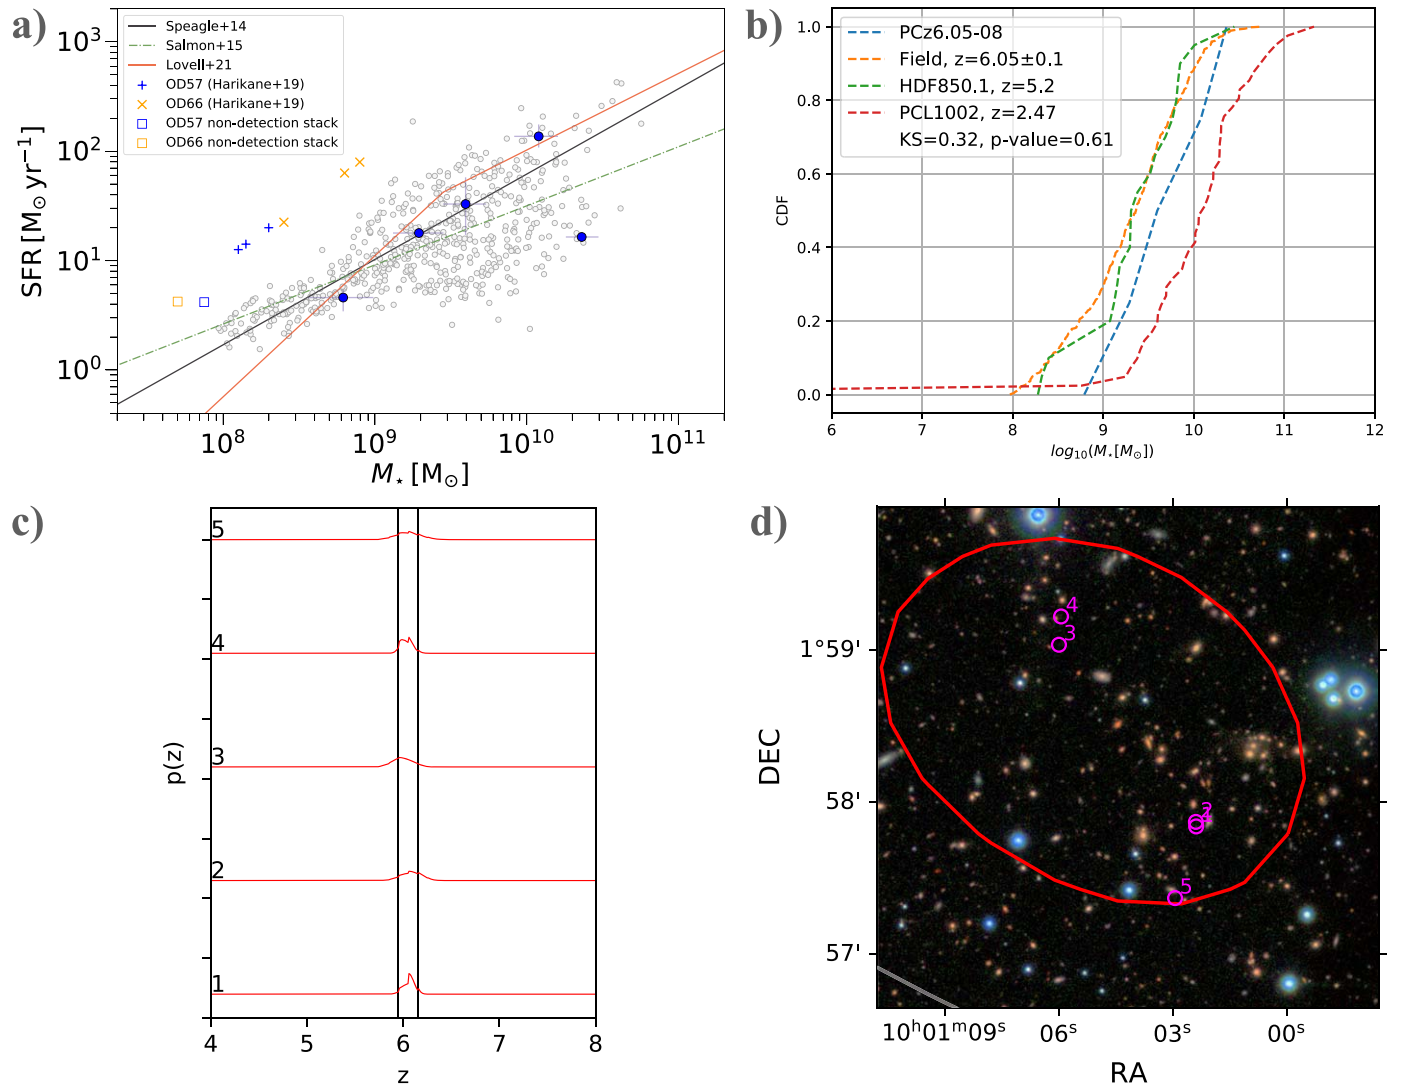 a)
Speagle+14
Salmon+15
Lovell+21
OD57 (Harikane+19)
OD66 (Harikane+19)
OD57 non-detection stack
OD66 non-detection stack
10³
10²
10¹
10⁰
SFR [M⊙ yr⁻¹]
10⁸ 10⁹ 10¹⁰ 10¹¹
M⋆ [M⊙]
b)
PCz6.05-08
Field, z=6.05±0.1
HDF850.1, z=5.2
PCL1002, z=2.47
KS=0.32, p-value=0.61
1.0
0.8
0.6
0.4
0.2
0.0
CDF
6 7 8 9 10 11 12
log₁₀(M⋆[M⊙])
c)
5
4
3
2
1
p(z)
4 5 6 7 8
z
d)
4
3
2
5
1°59'
58'
57'
DEC
10ʰ01ᵐ09ˢ 06ˢ 03ˢ 00ˢ
RA